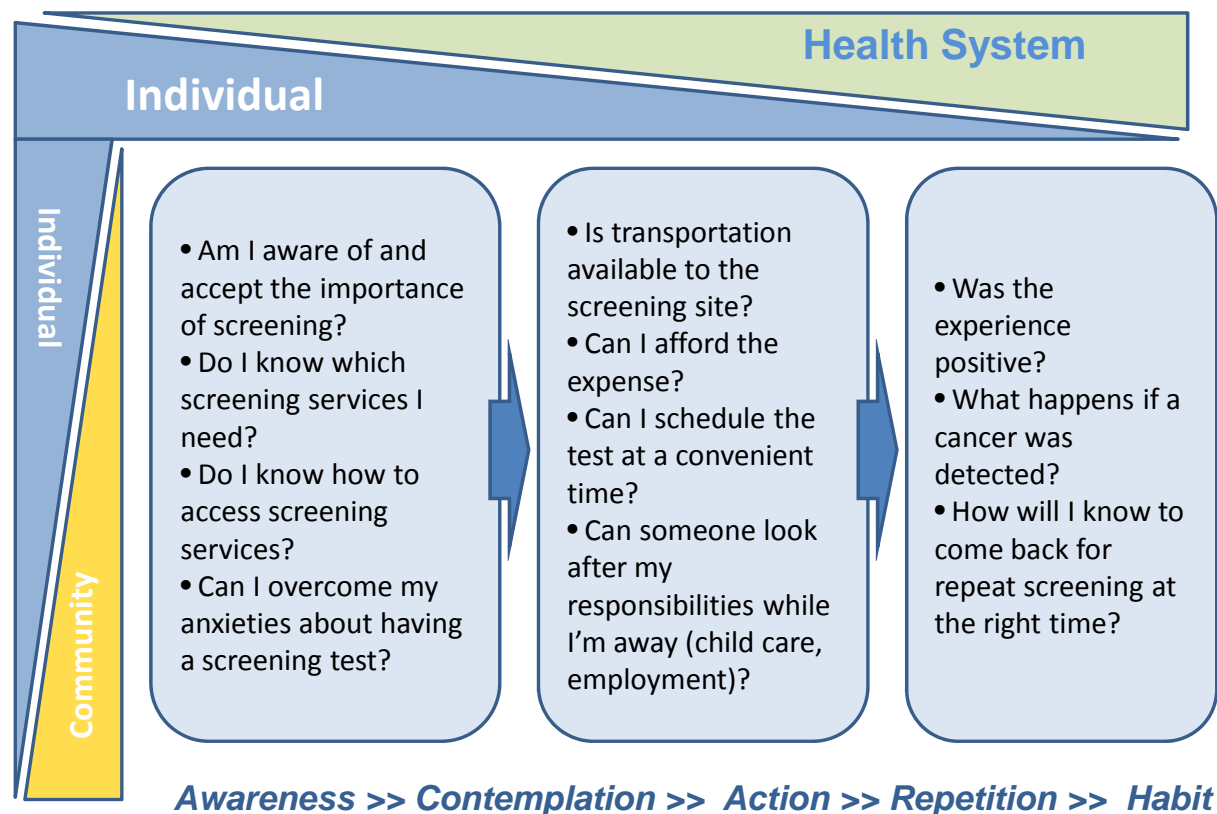 Health System
Individual
Individual
Community
• Am I aware of and
accept the importance
of screening?
• Do I know which
screening services I
need?
• Do I know how to
access screening
services?
• Can I overcome my
anxieties about having
a screening test?
• Is transportation
available to the
screening site?
• Can I afford the
expense?
• Can I schedule the
test at a convenient
time?
• Can someone look
after my
responsibilities while
I'm away (child care,
employment)?
• Was the
experience
positive?
• What happens if a
cancer was
detected?
• How will I know to
come back for
repeat screening at
the right time?
Awareness >> Contemplation >> Action >> Repetition >> Habit